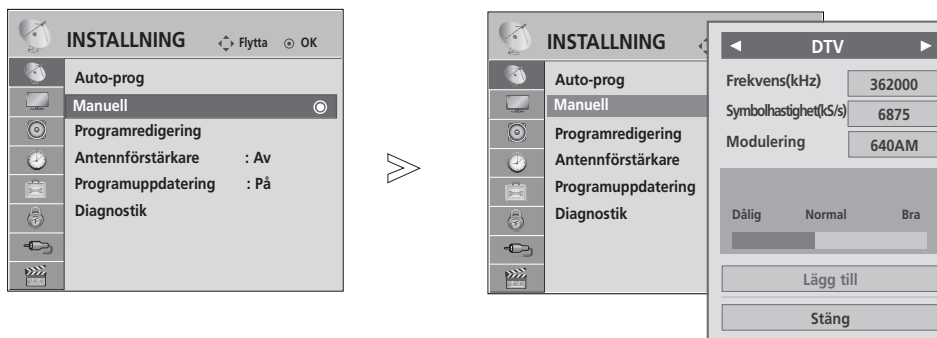 INSTALLNING Flytta OK
Auto-prog
Manuell
Programredigering
Antennförstärkare : Av
Programuppdatering : På
Diagnostik
INSTALLNING
Auto-prog
Manuell
Programredigering
Antennförstärkare
Programuppdatering
Diagnostik
DTV
Frekvens(kHz) 362000
Symbolhastighet(kS/s) 6875
Modulering 640AM
Dålig Normal Bra
Lägg till
Stäng